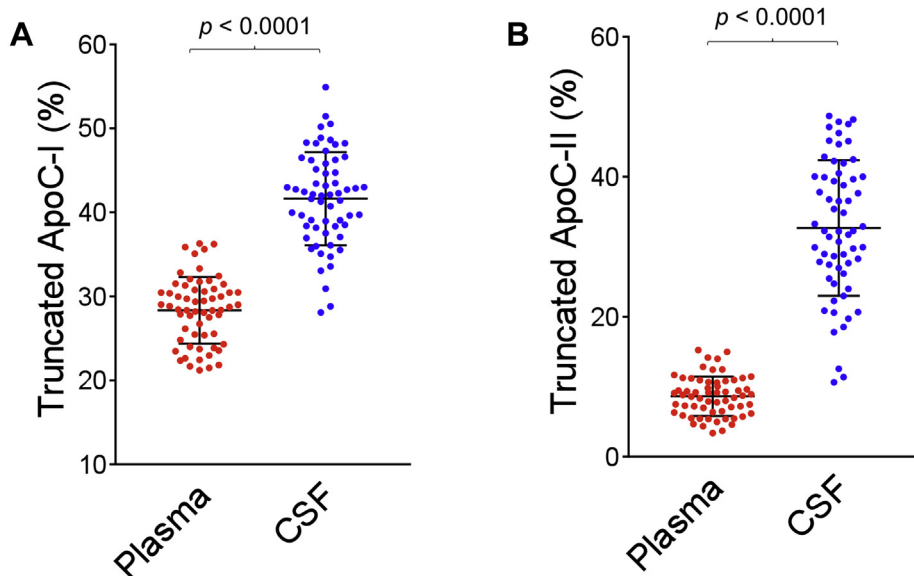 A
p < 0.0001
Truncated ApoC-I (%)
60
50
40
30
20
10
Plasma
CSF
B
p < 0.0001
Truncated ApoC-II (%)
60
40
20
0
Plasma
CSF